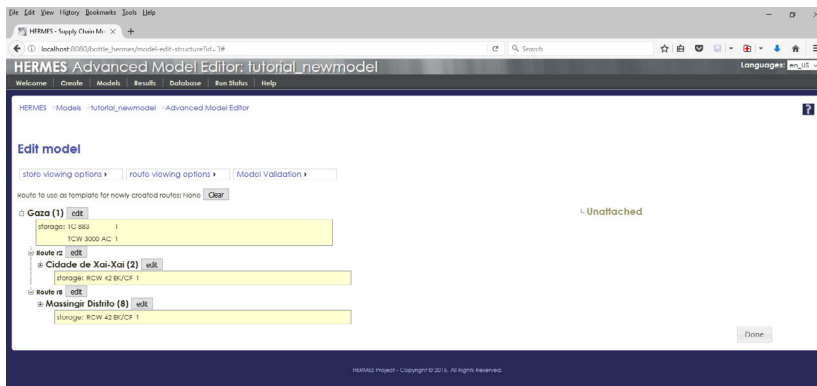 File Edit View History Bookmarks Tools Help
HERMES - Supply Chain Mo
localhost:8080/bottle_hermes/model-edit-structure?id=3#
Search
HERMES Advanced Model Editor: tutorial_newmodel
Languages: en_US
Welcome Create Models Results Database Run Status Help
HERMES Models tutorial_newmodel Advanced Model Editor
?
Edit model
store viewing options
route viewing options
Model Validation
Route to use as template for newly created routes: None Clear
Gaza (1) edit
storage: TC 883 1
TCW 3000 AC 1
Route r2 edit
Cidade de Xai-Xai (2) edit
storage: RCW 42 EK/CF 1
Route r8 edit
Massingir Distrito (8) edit
storage: RCW 42 EK/CF 1
Unattached
Done
HERMES Project - Copyright © 2015. All Rights Reserved.